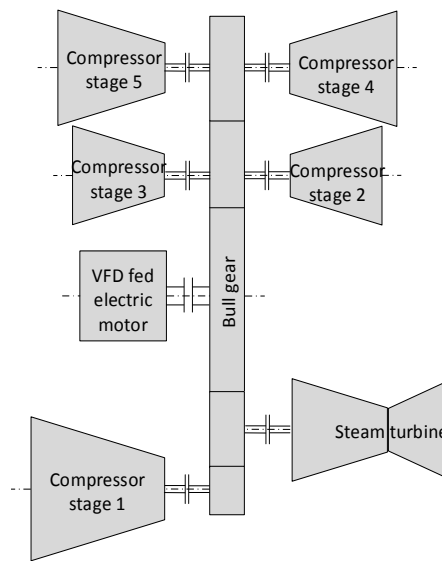 Compressor
stage 5
Compressor
stage 4
Compressor
stage 3
Compressor
stage 2
VFD fed
electric
motor
Bull gear
Steam turbine
Compressor
stage 1